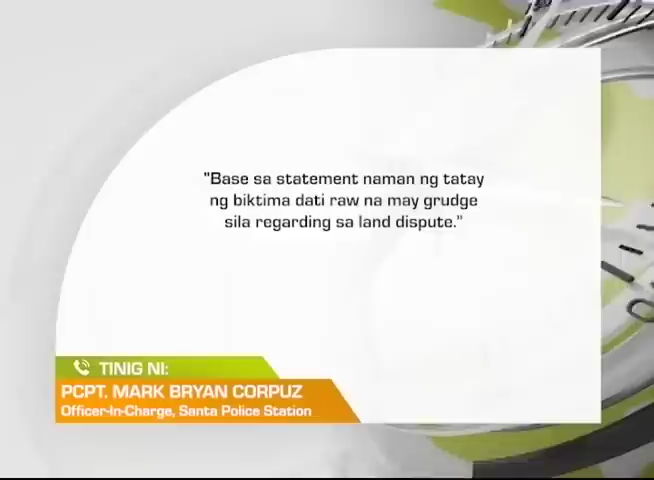 "Base sa statement naman ng tatay
ng biktima dati raw na may grudge
sila regarding sa land dispute."
TINIG NI:
PCPT. MARK BRYAN CORPUZ
Officer-In-Charge, Santa Police Station